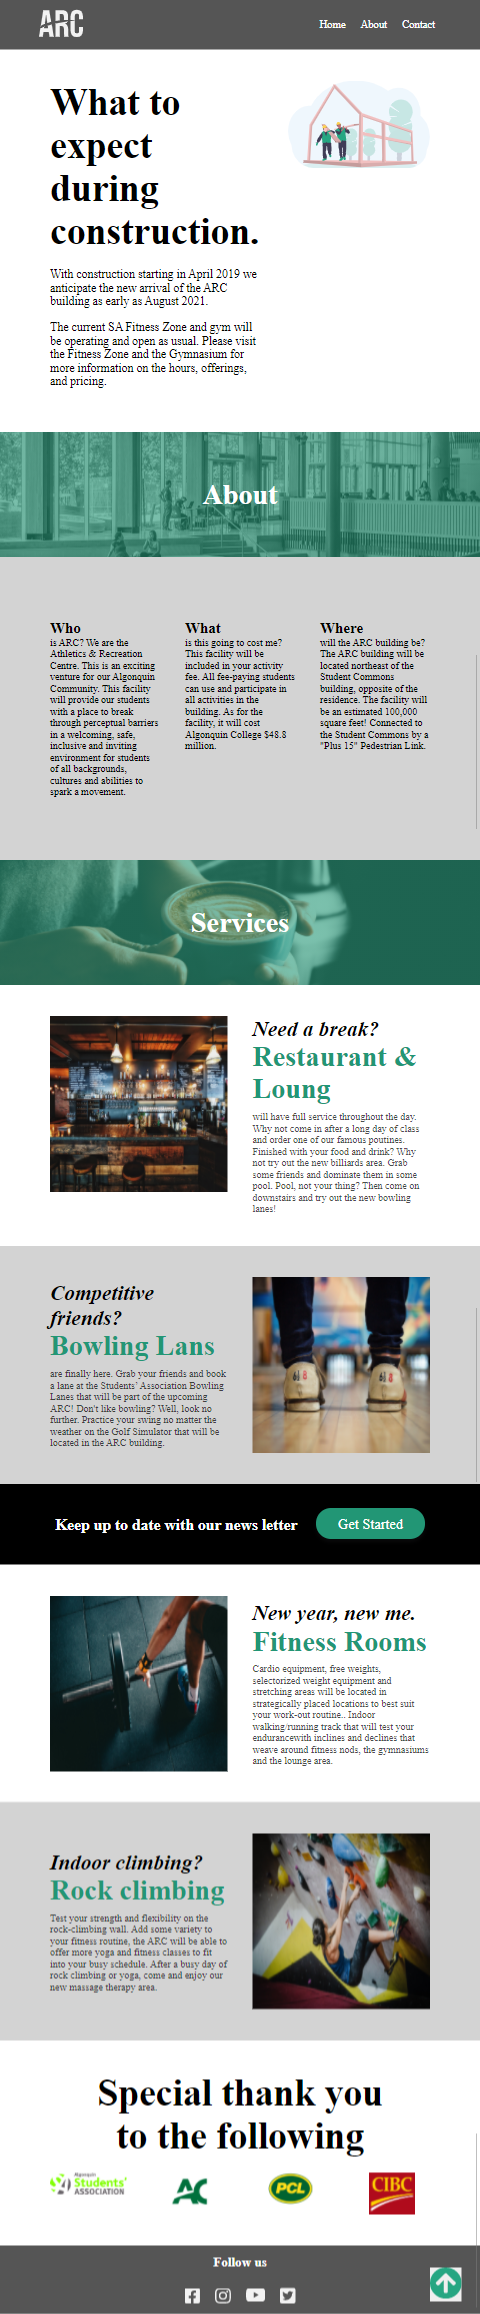 ARC
Home About Contact
What to
expect
during
construction.
With construction starting in April 2019 we
anticipate the new arrival of the ARC
building as early as August 2021.
The current SA Fitness Zone and gym will
be operating and open as usual. Please visit
the Fitness Zone and the Gymnasium for
more information on the hours, offerings,
and pricing.
About
Who
is ARC? We are the
Athletics & Recreation
Centre. This is an exciting
venture for our Algonquin
Community. This facility
will provide our students
with a place to break
through perceptual barriers
in a welcoming, safe,
inclusive and inviting
environment for students
of all backgrounds,
cultures and abilities to
spark a movement.
What
is this going to cost me?
This facility will be
included in your activity
fee. All fee-paying students
can use and participate in
all activities in the
building. As for the
facility, it will cost
Algonquin College $48.8
million.
Where
will the ARC building be?
The ARC building will be
located northeast of the
Student Commons
building, opposite of the
residence. The facility will
be an estimated 100,000
square feet! Connected to
the Student Commons by a
"Plus 15" Pedestrian Link.
Services
Need a break?
Restaurant &
Loung
will have full service throughout the day.
Why not come in after a long day of class
and order one of our famous poutines.
Finished with your food and drink? Why
not try out the new billiards area. Grab
some friends and dominate them in some
pool. Pool, not your thing? Then come on
downstairs and try out the new bowling
lanes!
Competitive
friends?
Bowling Lans
are finally here. Grab your friends and book
a lane at the Students' Association Bowling
Lanes that will be part of the upcoming
ARC! Don't like bowling? Well, look no
further. Practice your swing no matter the
weather on the Golf Simulator that will be
located in the ARC building.
8 8
Keep up to date with our news letter
Get Started
New year, new me.
Fitness Rooms
Cardio equipment, free weights,
selectorized weight equipment and
stretching areas will be located in
strategically placed locations to best suit
your work-out routine.. Indoor
walking/running track that will test your
endurancewith inclines and declines that
weave around fitness nods, the gymnasiums
and the lounge area.
Indoor climbing?
Rock climbing
Test your strength and flexibility on the
rock-climbing wall. Add some variety to
your fitness routine, the ARC will be able to
offer more yoga and fitness classes to fit
into your busy schedule. After a busy day of
rock climbing or yoga, come and enjoy our
new massage therapy area.
Special thank you
to the following
Algonquin
Students'
ASSOCIATION
AC
PCL
CIBC
Follow us